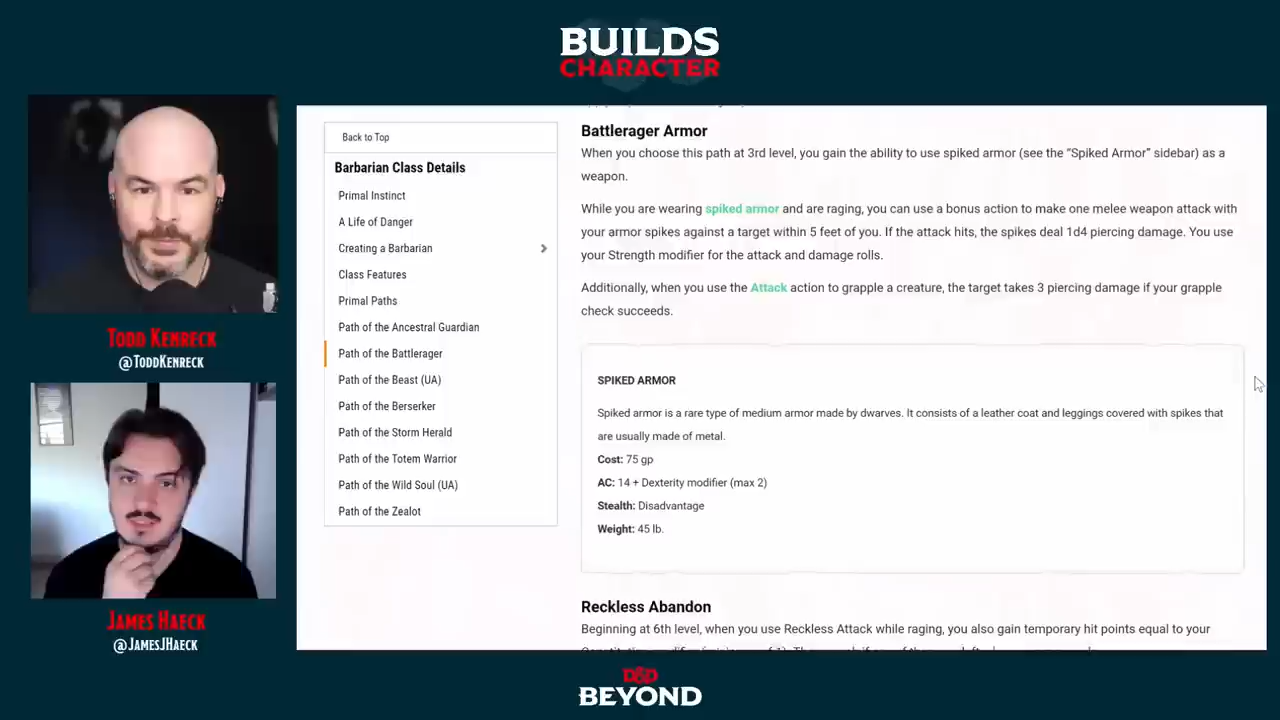 BUILDS
CHARACTER
TODD KENRECK
@TODDKENRECK
JAMES HAECK
@JAMESJHAECK
Back to Top
Barbarian Class Details
Primal Instinct
A Life of Danger
Creating a Barbarian
Class Features
Primal Paths
Path of the Ancestral Guardian
Path of the Battlerager
Path of the Beast (UA)
Path of the Berserker
Path of the Storm Herald
Path of the Totem Warrior
Path of the Wild Soul (UA)
Path of the Zealot
Battlerager Armor
When you choose this path at 3rd level, you gain the ability to use spiked armor (see the “Spiked Armor” sidebar) as a
weapon.
While you are wearing spiked armor and are raging, you can use a bonus action to make one melee weapon attack with
your armor spikes against a target within 5 feet of you. If the attack hits, the spikes deal 1d4 piercing damage. You use
your Strength modifier for the attack and damage rolls.
Additionally, when you use the Attack action to grapple a creature, the target takes 3 piercing damage if your grapple
check succeeds.
SPIKED ARMOR
Spiked armor is a rare type of medium armor made by dwarves. It consists of a leather coat and leggings covered with spikes that
are usually made of metal.
Cost: 75 gp
AC: 14 + Dexterity modifier (max 2)
Stealth: Disadvantage
Weight: 45 lb.
Reckless Abandon
Beginning at 6th level, when you use Reckless Attack while raging, you also gain temporary hit points equal to your
D&D
BEYOND